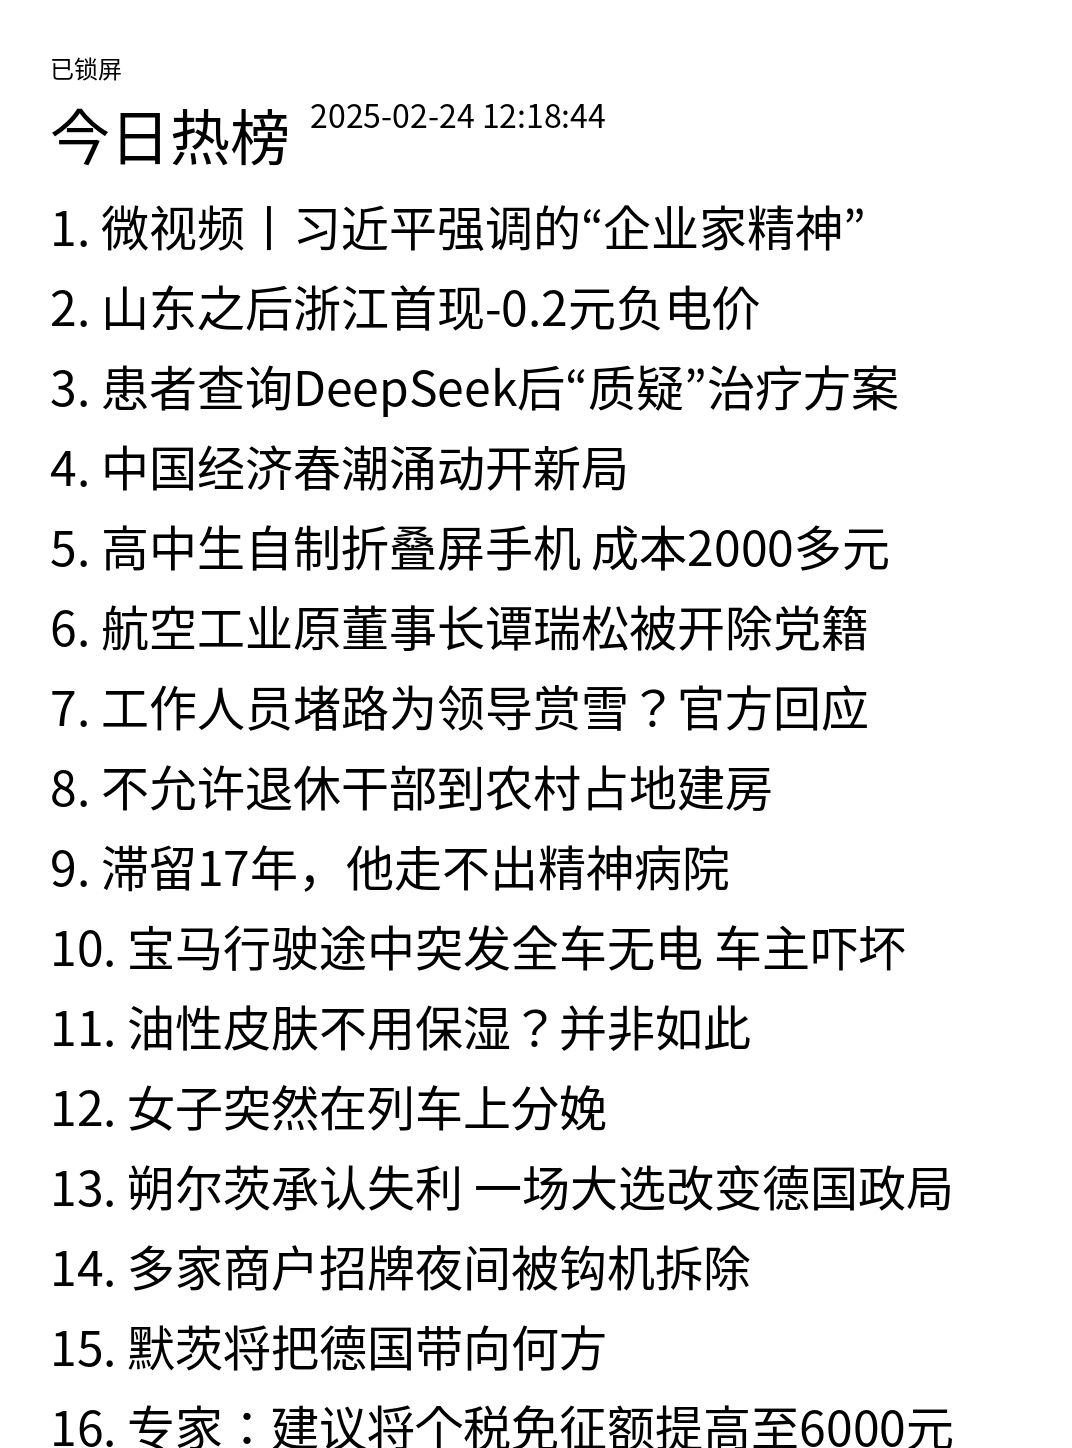 已锁屏
今日热榜 2025-02-24 12:18:44
1. 微视频丨习近平强调的“企业家精神”
2. 山东之后浙江首现-0.2元负电价
3. 患者查询DeepSeek后“质疑”治疗方案
4. 中国经济春潮涌动开新局
5. 高中生自制折叠屏手机 成本2000多元
6. 航空工业原董事长谭瑞松被开除党籍
7. 工作人员堵路为领导赏雪？官方回应
8. 不允许退休干部到农村占地建房
9. 滞留17年，他走不出精神病院
10. 宝马行驶途中突发全车无电 车主吓坏
11. 油性皮肤不用保湿？并非如此
12. 女子突然在列车上分娩
13. 朔尔茨承认失利 一场大选改变德国政局
14. 多家商户招牌夜间被钩机拆除
15. 默茨将把德国带向何方
16. 专家：建议将个税免征额提高至6000元